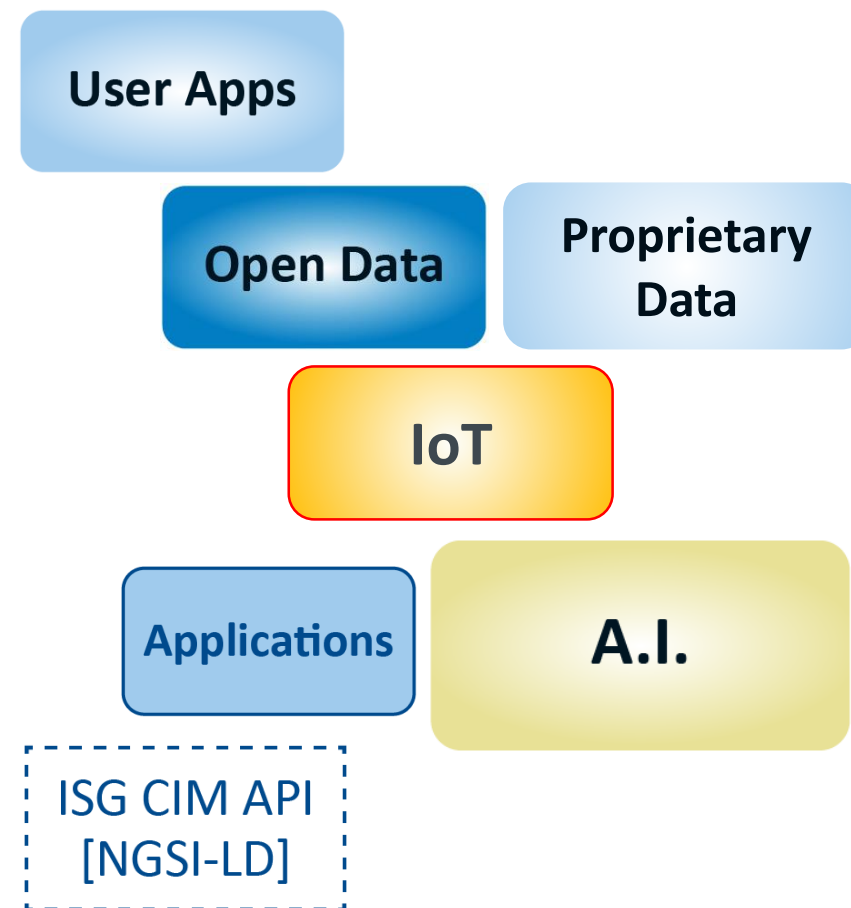 User Apps
Open Data
Proprietary
Data
IoT
Applications
A.I.
ISG CIM API
[NGSI-LD]